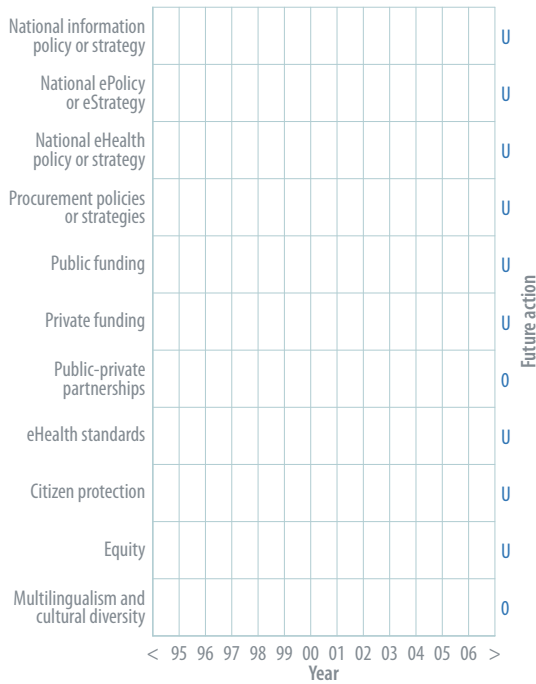 National information
policy or strategy
U
National ePolicy
or eStrategy
U
National eHealth
policy or strategy
U
Procurement policies
or strategies
U
Public funding
U
Private funding
U
Public-private
partnerships
0
eHealth standards
U
Citizen protection
U
Equity
U
Multilingualism and
cultural diversity
0
Future action
< 95 96 97 98 99 00 01 02 03 04 05 06 >
Year